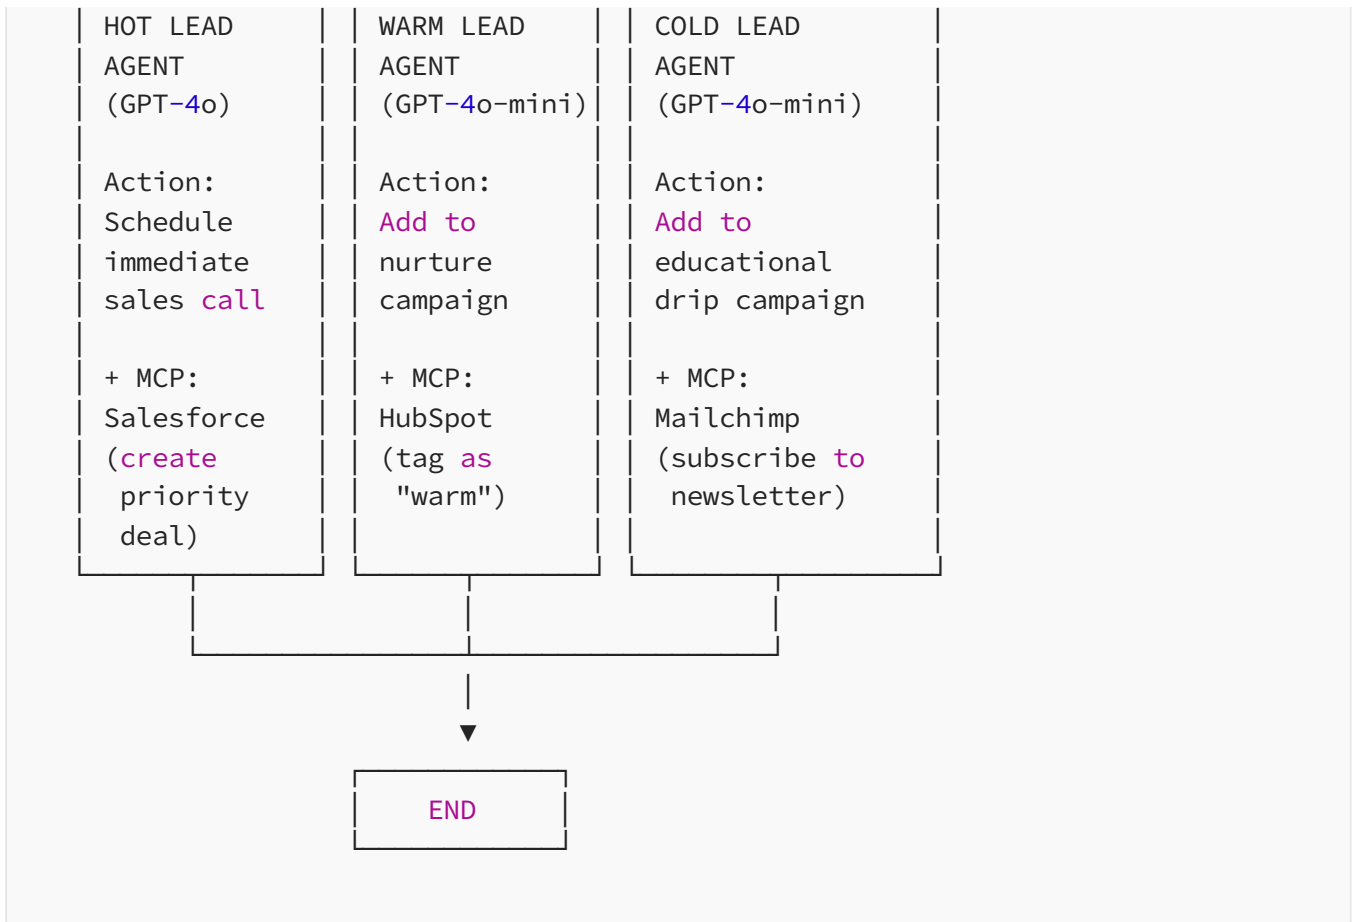 HOT LEAD
AGENT
(GPT-4o)
Action:
Schedule
immediate
sales call
+ MCP:
Salesforce
(create
priority
deal)
WARM LEAD
AGENT
(GPT-4o-mini)
Action:
Add to
nurture
campaign
+ MCP:
HubSpot
(tag as
"warm")
COLD LEAD
AGENT
(GPT-4o-mini)
Action:
Add to
educational
drip campaign
+ MCP:
Mailchimp
(subscribe to
newsletter)
END